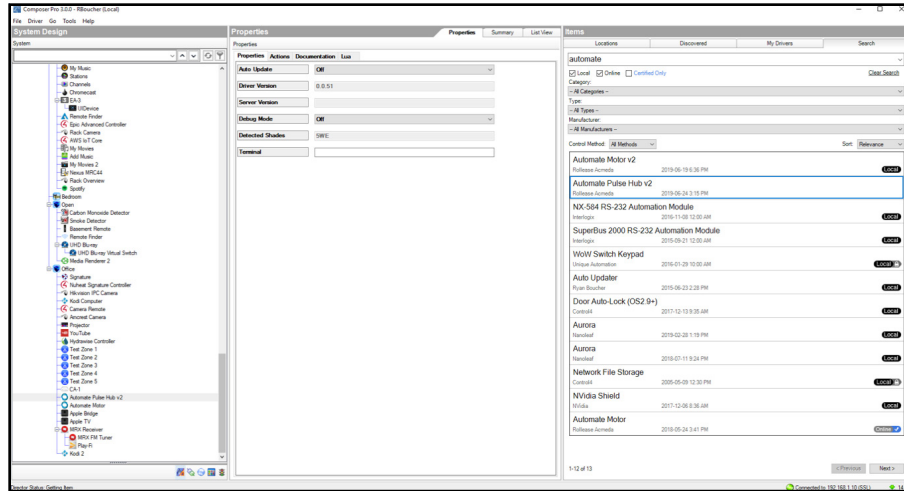 Composer Pro 3.0.0 - RBoucher (Local)
File Driver Go Tools Help
System Design
System
My Music
Stations
Channels
Chromecast
EA-3
UIDevice
Remote Finder
Epic Advanced Controller
Rack Camera
AWS IoT Core
My Movies
Add Music
My Movies 2
Nexus MRC44
Rack Overview
Spotify
Bedroom
Open
Carbon Monoxide Detector
Smoke Detector
Basement Remote
Remote Finder
UHD Blu-ray
UHD Blu-ray Virtual Switch
Media Renderer 2
Office
Signature
Nuheat Signature Controller
Hikvision IPC Camera
Kodi Computer
Camera Remote
Amcrest Camera
Projector
YouTube
Hydrawise Controller
Test Zone 1
Test Zone 2
Test Zone 3
Test Zone 4
Test Zone 5
CA-1
Automate Pulse Hub v2
Automate Motor
Apple Bridge
Apple TV
MRX Receiver
MRX FM Tuner
Play-Fi
Kodi 2
Director Status: Getting Item
Properties
Properties Summary List View
Properties
Properties Actions Documentation Lua
Auto Update Off
Driver Version 0.0.51
Server Version
Debug Mode Off
Detected Shades 5WE:
Terminal
Items
Locations Discovered My Drivers Search
automate
Local Online Certified Only Clear Search
Category:
-- All Categories --
Type:
-- All Types --
Manufacturer:
-- All Manufacturers --
Control Method: All Methods Sort: Relevance
Automate Motor v2
Rollease Acmeda 2019-06-19 6:36 PM Local
Automate Pulse Hub v2
Rollease Acmeda 2019-06-24 3:15 PM
NX-584 RS-232 Automation Module
Interlogix 2016-11-08 12:00 AM Local
SuperBus 2000 RS-232 Automation Module
Interlogix 2015-09-21 12:00 AM Local
WoW Switch Keypad
Unique Automation 2016-01-29 10:00 AM Local
Auto Updater
Ryan Boucher 2015-06-23 2:28 PM Local
Door Auto-Lock (OS2.9+)
Control4 2017-12-13 9:35 AM Local
Aurora
Nanoleaf 2019-02-28 1:19 PM Local
Aurora
Nanoleaf 2018-07-11 9:24 PM Local
Network File Storage
Control4 2005-09-09 12:30 PM Local
NVidia Shield
NVidia 2017-12-06 8:36 AM Local
Automate Motor
Rollease Acmeda 2018-05-24 3:41 PM Online
1-12 of 13 < Previous Next >
Connected to 192.168.1.10 (SSL) 14